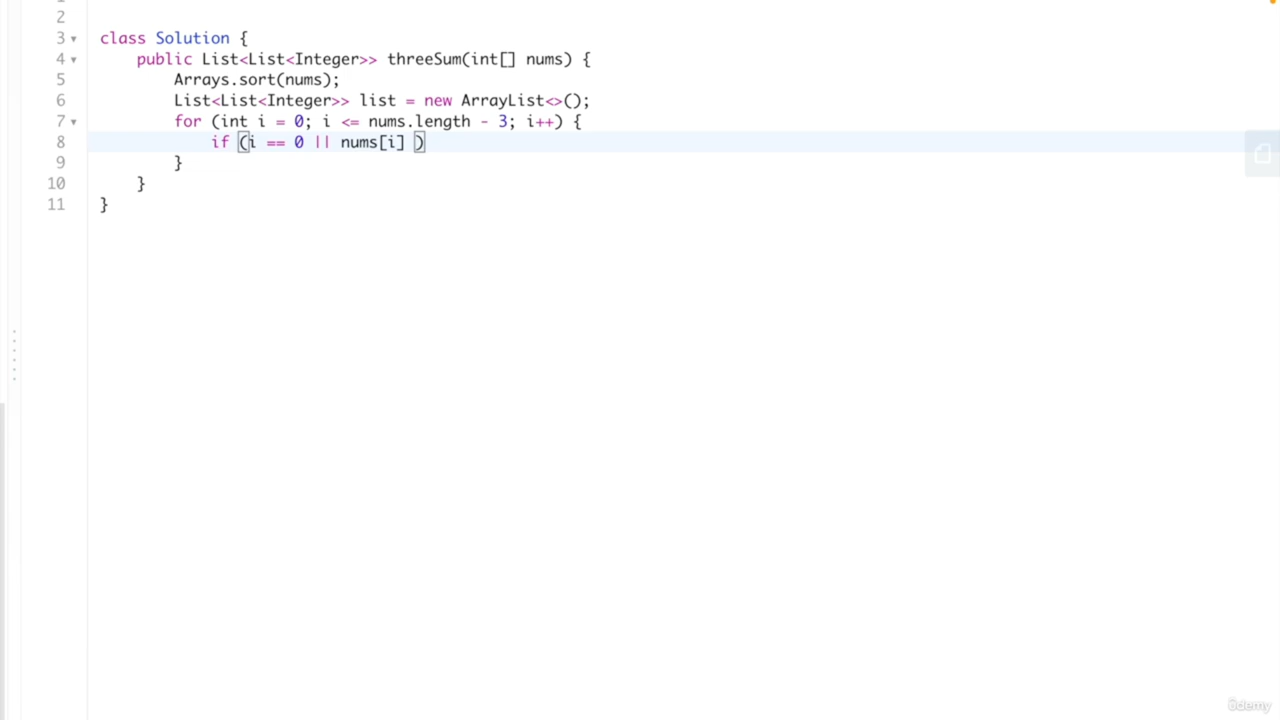 2
3 class Solution {
4 public List<List<Integer>> threeSum(int[] nums) {
5 Arrays.sort(nums);
6 List<List<Integer>> list = new ArrayList<>();
7 for (int i = 0; i <= nums.length - 3; i++) {
8 if (i == 0 || nums[i] )
9 }
10 }
11 }
ûdemy